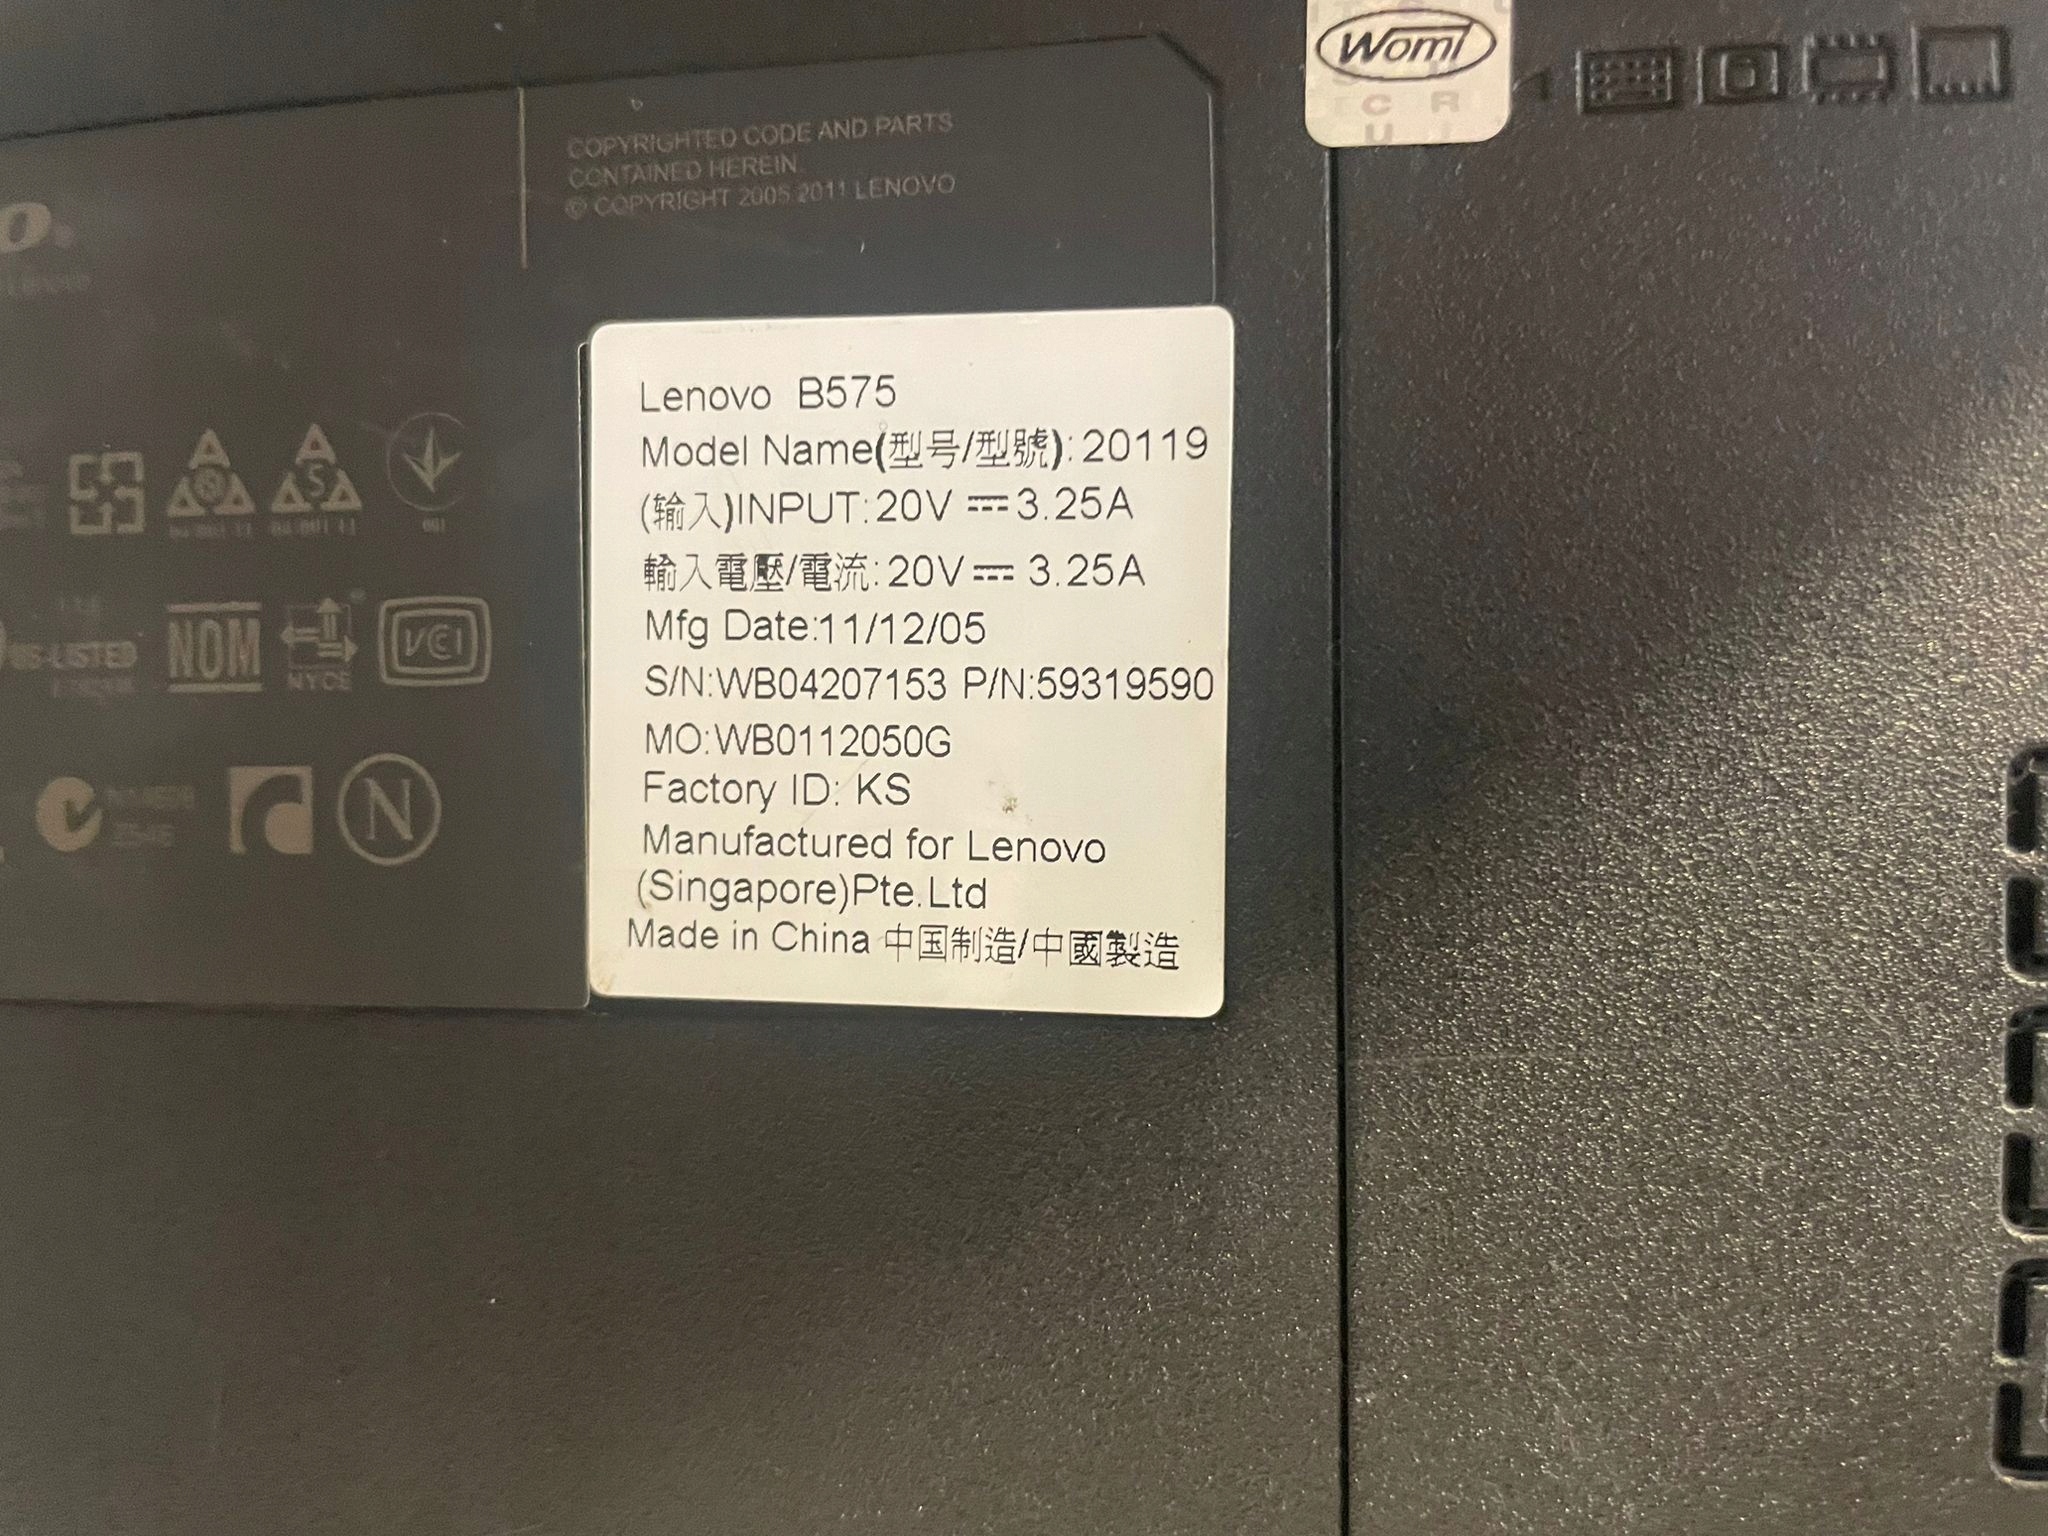 Womt
COPYRIGHTED CODE AND PARTS
CONTAINED HEREIN.
© COPYRIGHT 2005 2011 LENOVO
Lenovo B575
Model Name(型号/型號):20119
(输入)INPUT:20V ⎓ 3.25A
輸入電壓/電流:20V ⎓ 3.25A
Mfg Date:11/12/05
S/N:WB04207153 P/N:59319590
MO:WB0112050G
Factory ID: KS
Manufactured for Lenovo
(Singapore)Pte.Ltd
Made in China 中国制造/中國製造
US-LISTED
NOM
NYCE
VCI
N